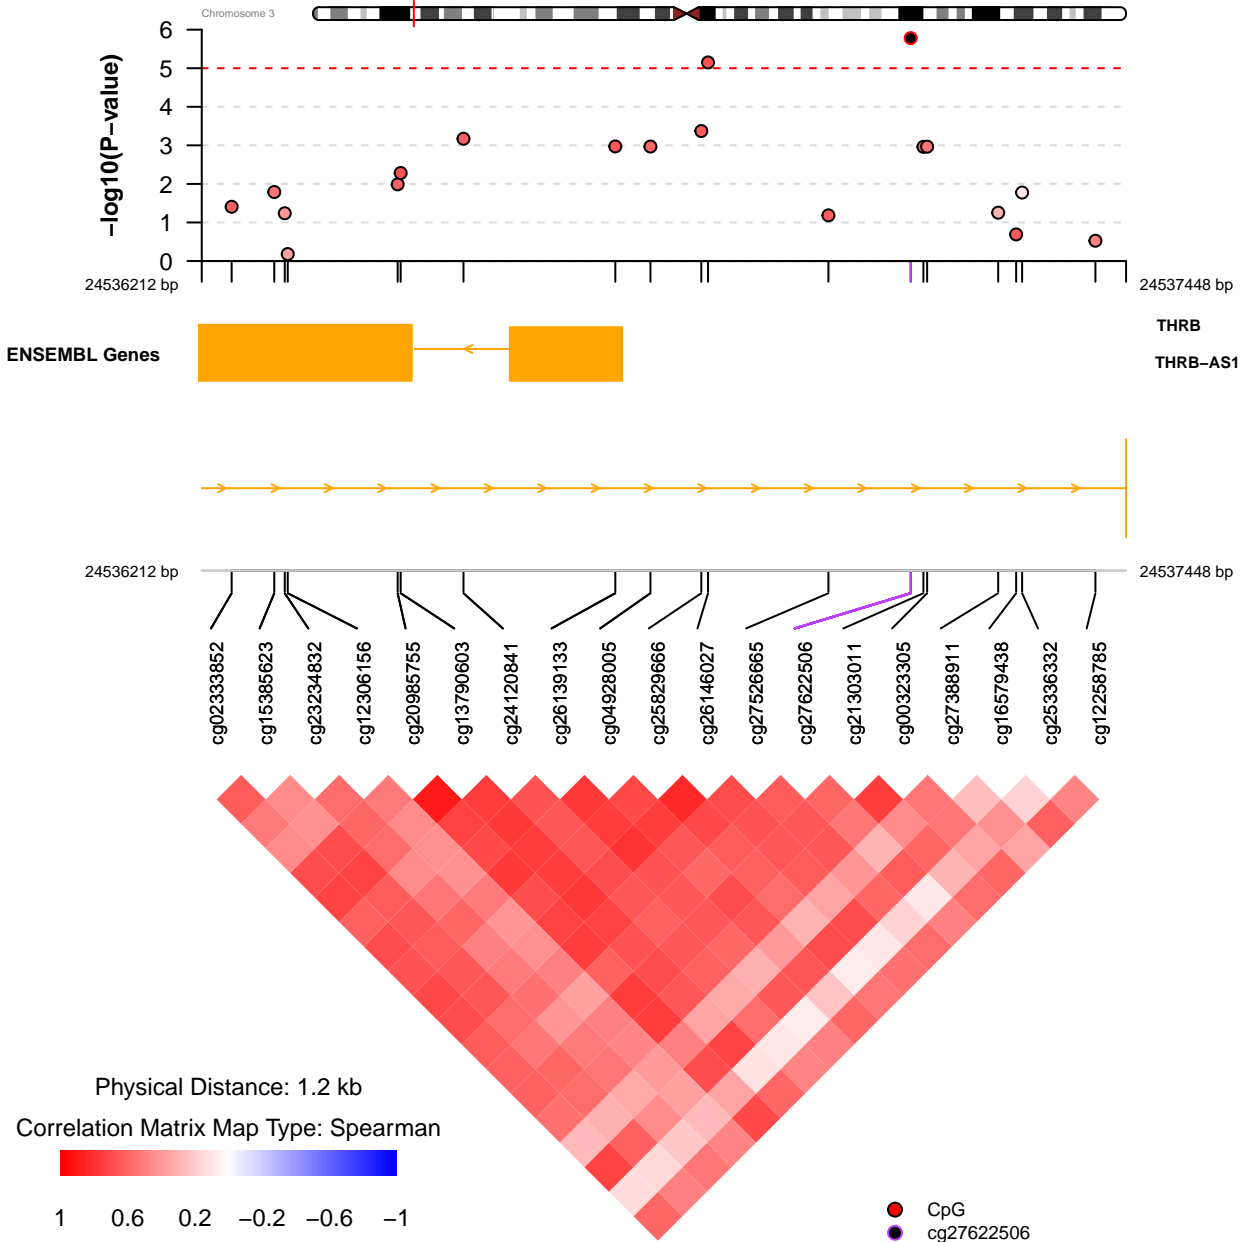 Chromosome 3
−log10(P−value)
6
5
4
3
2
1
0
24536212 bp
24537448 bp
THRB
ENSEMBL Genes
THRB−AS1
24536212 bp
24537448 bp
cg02333852
cg15385623
cg23234832
cg12306156
cg20985755
cg13790603
cg24120841
cg26139133
cg04928005
cg25829666
cg26146027
cg27526665
cg27622506
cg21303011
cg00323305
cg27388911
cg16579438
cg25336332
cg12258785
Physical Distance: 1.2 kb
Correlation Matrix Map Type: Spearman
1 0.6 0.2 −0.2 −0.6 −1
CpG
cg27622506